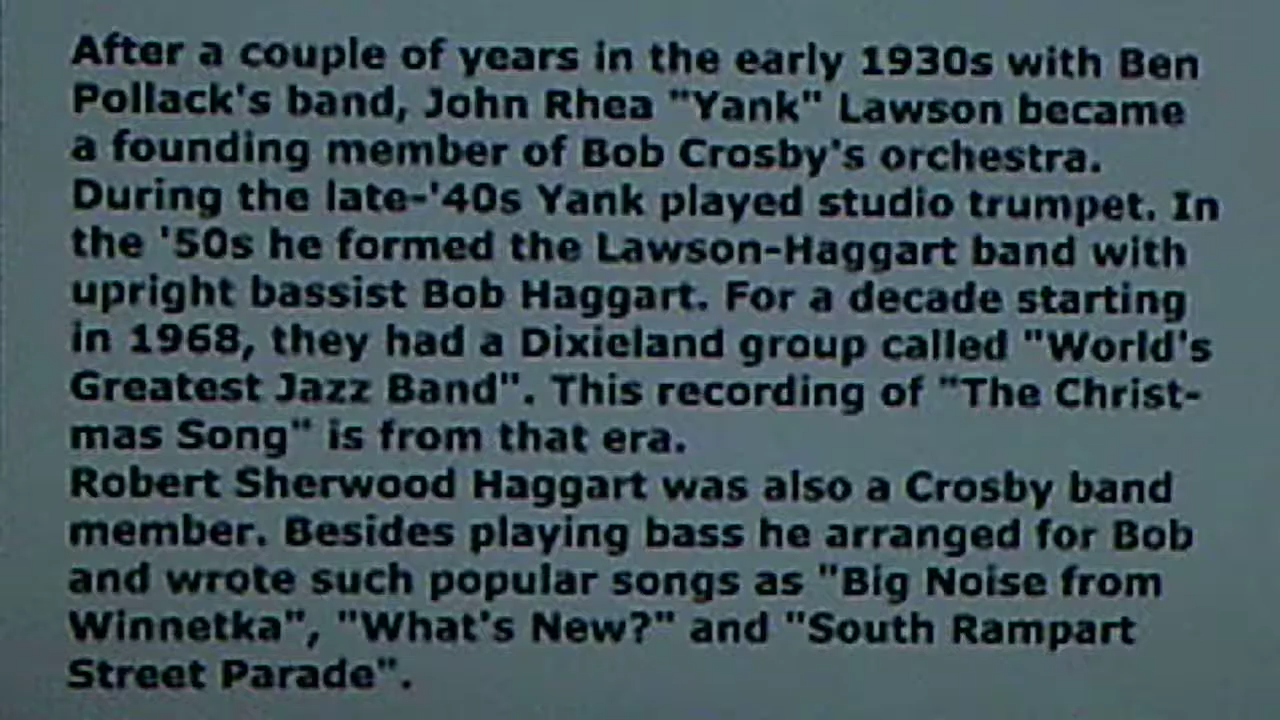 After a couple of years in the early 1930s with Ben
Pollack's band, John Rhea "Yank" Lawson became
a founding member of Bob Crosby's orchestra.
During the late-'40s Yank played studio trumpet. In
the '50s he formed the Lawson-Haggart band with
upright bassist Bob Haggart. For a decade starting
in 1968, they had a Dixieland group called "World's
Greatest Jazz Band". This recording of "The Christ-
mas Song" is from that era.
Robert Sherwood Haggart was also a Crosby band
member. Besides playing bass he arranged for Bob
and wrote such popular songs as "Big Noise from
Winnetka", "What's New?" and "South Rampart
Street Parade".